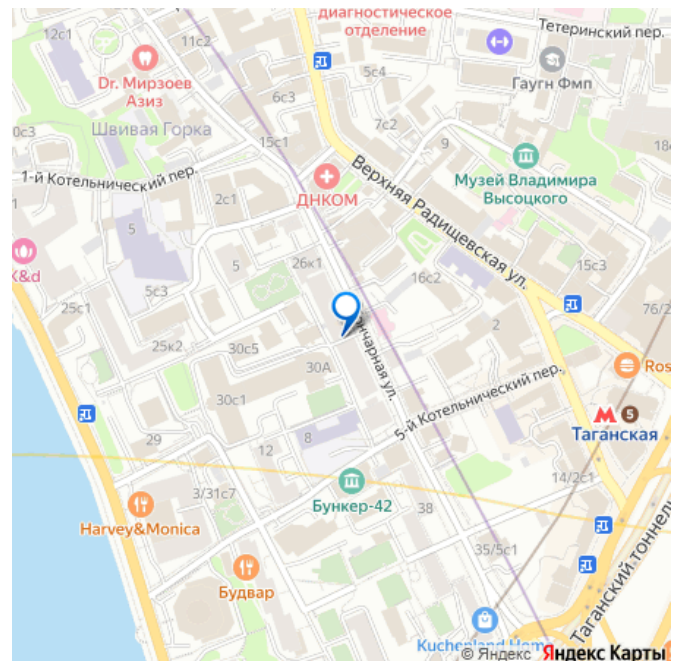 диагностическое
отделение
Тетеринский пер.
12с1
11с2
Dr. Мирзоев
Азиз
5с4
Гаугн Фмп
6с3
7с2
Швивая Горка
0с3
15с1
9
18
1-й Котельнический пер.
2с1
ДНКОМ
Верхняя Радищевская ул.
Музей Владимира
Высоцкого
5
5
26к1
K&d
5с3
16с2
15с3
25с1
2
76/2
25к2
30с5
нчарная ул.
30А
Ros
30с1
5-й Котельнический пер.
5
Таганская
29
12
8
14/2с1
3/31с7
Бункер-42
Harvey&Monica
38
35/5с1
Будвар
Таганский тоннель
Kuchenland Home
© Яндекс Яндекс Карты